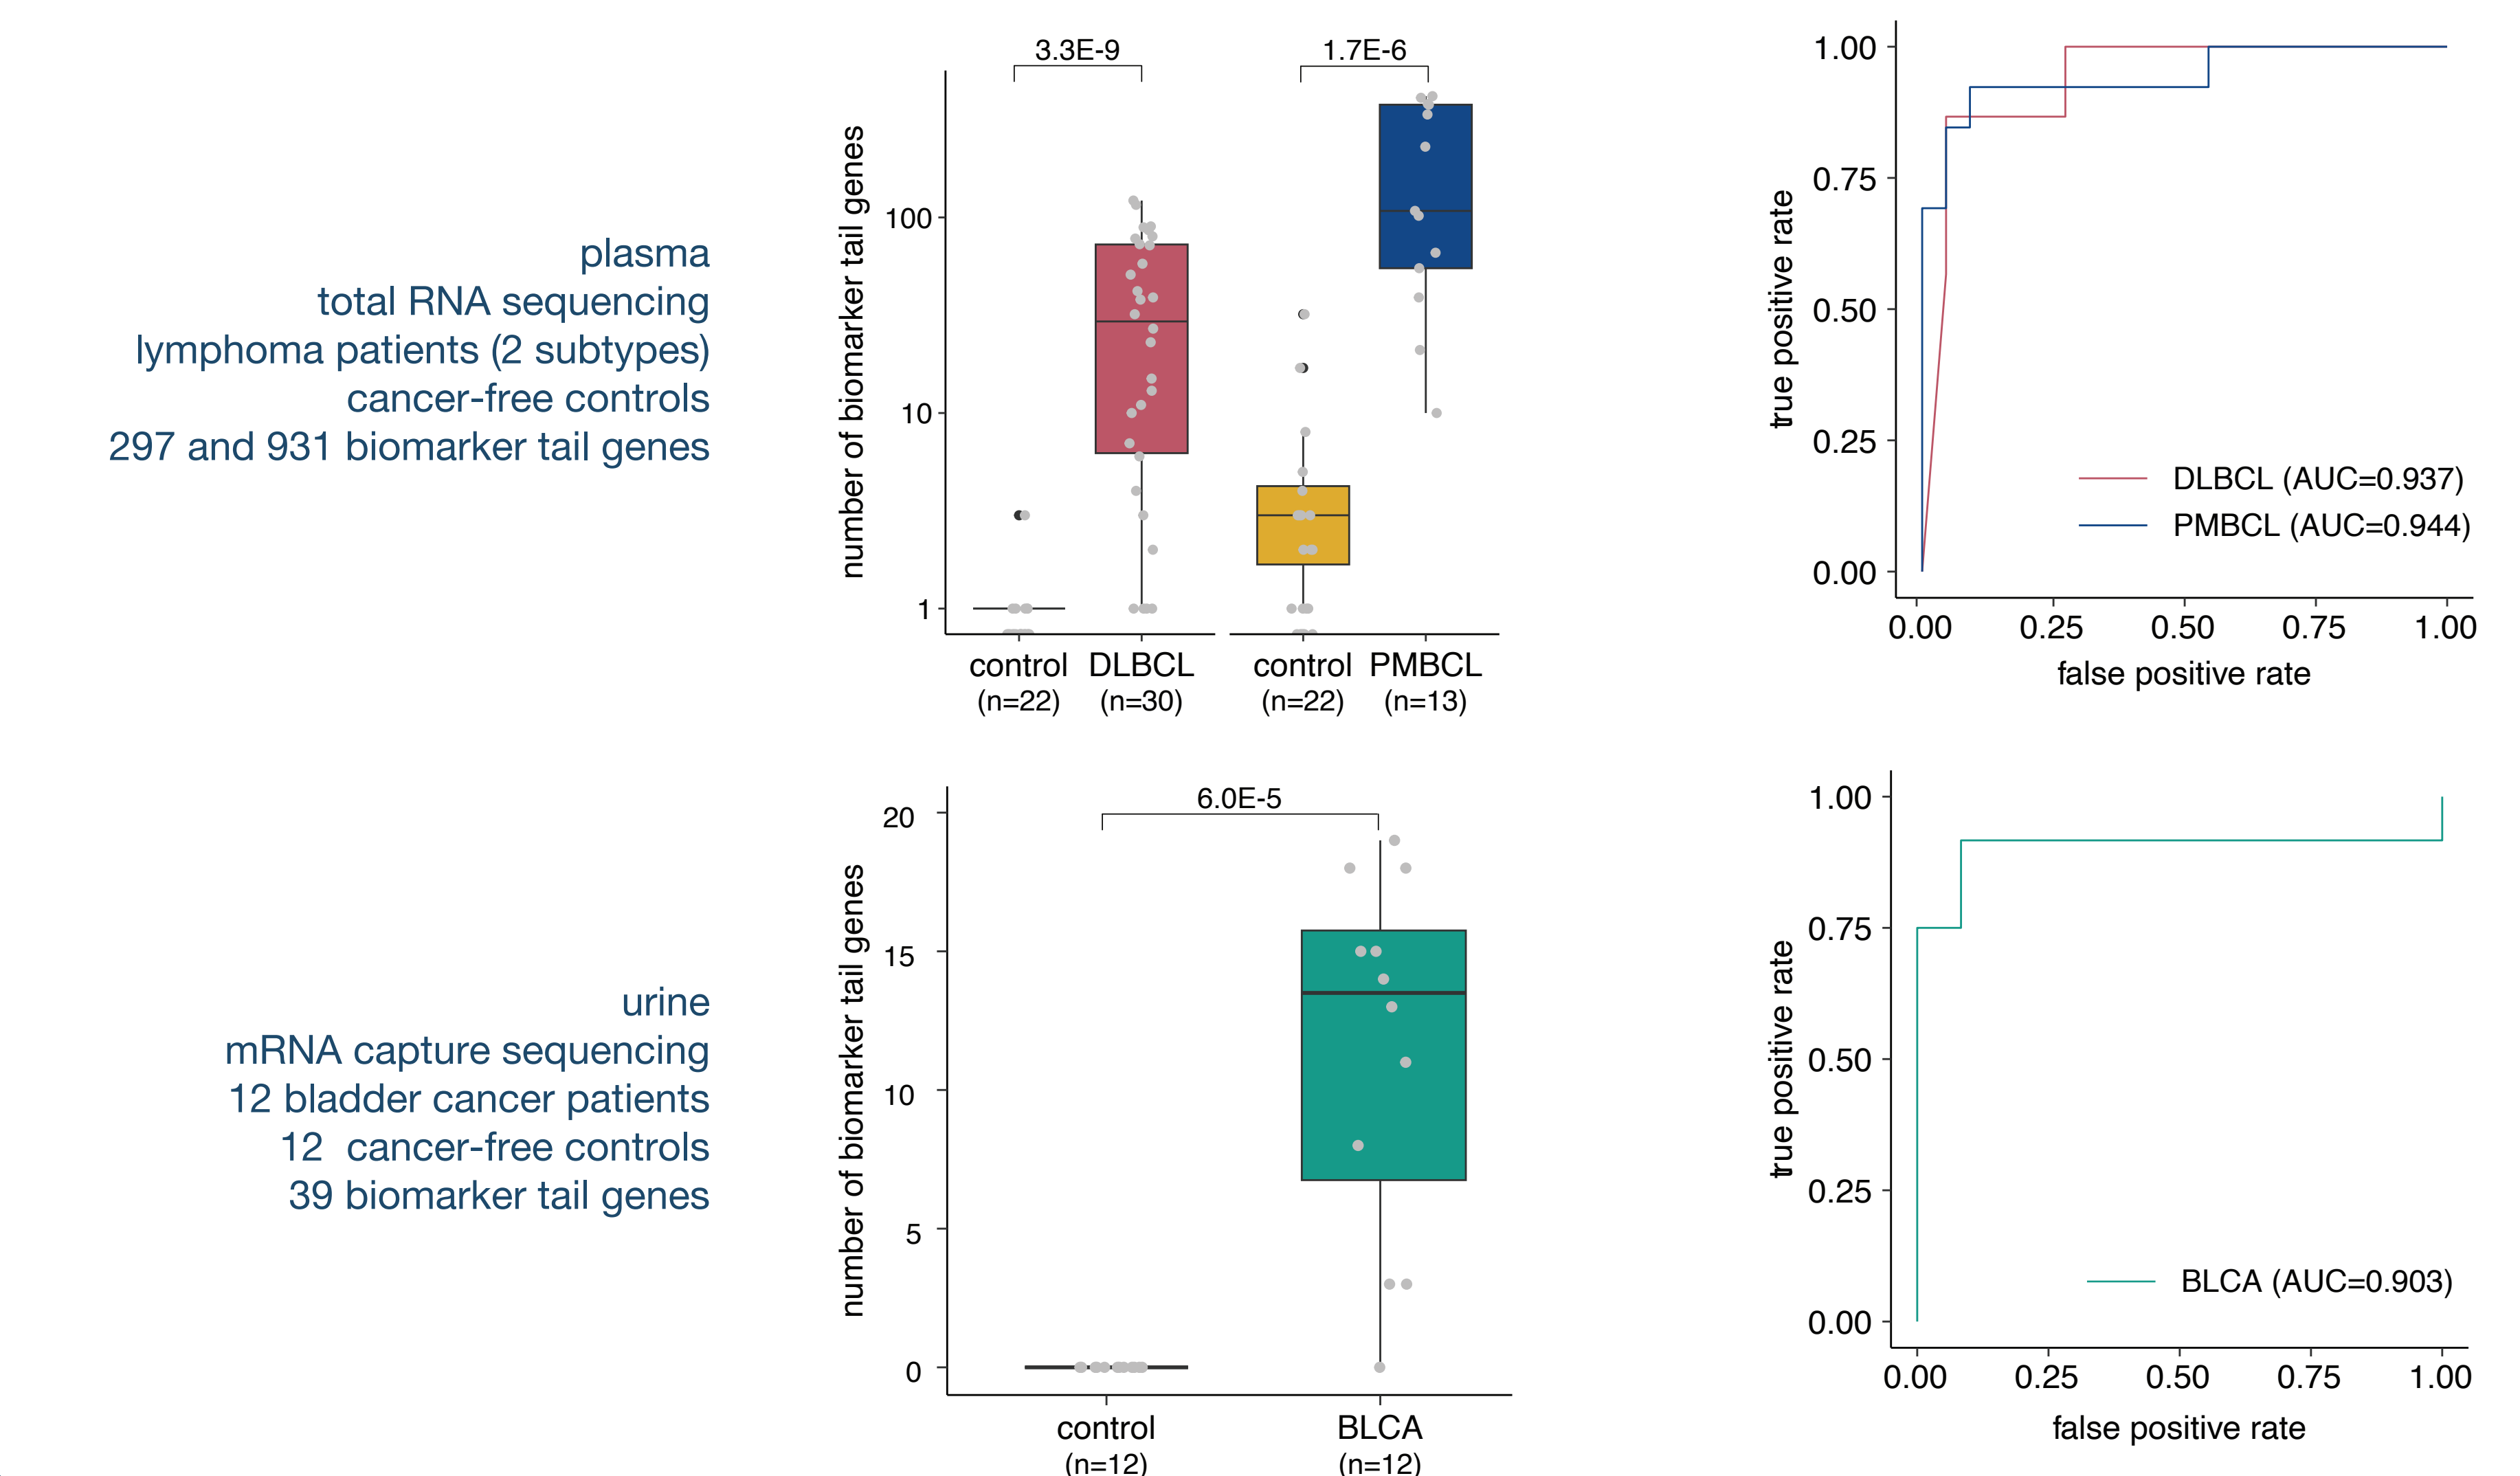 plasma
total RNA sequencing
lymphoma patients (2 subtypes)
cancer-free controls
297 and 931 biomarker tail genes
number of biomarker tail genes
3.3E-9
1.7E-6
100
10
1
control
DLBCL
control
PMBCL
(n=22)
(n=30)
(n=22)
(n=13)
true positive rate
1.00
0.75
0.50
0.25
0.00
DLBCL (AUC=0.937)
PMBCL (AUC=0.944)
0.00
0.25
0.50
0.75
1.00
false positive rate
urine
mRNA capture sequencing
12 bladder cancer patients
12  cancer-free controls
39 biomarker tail genes
number of biomarker tail genes
6.0E-5
20
15
10
5
0
control
BLCA
(n=12)
(n=12)
true positive rate
1.00
0.75
0.50
0.25
0.00
BLCA (AUC=0.903)
0.00
0.25
0.50
0.75
1.00
false positive rate